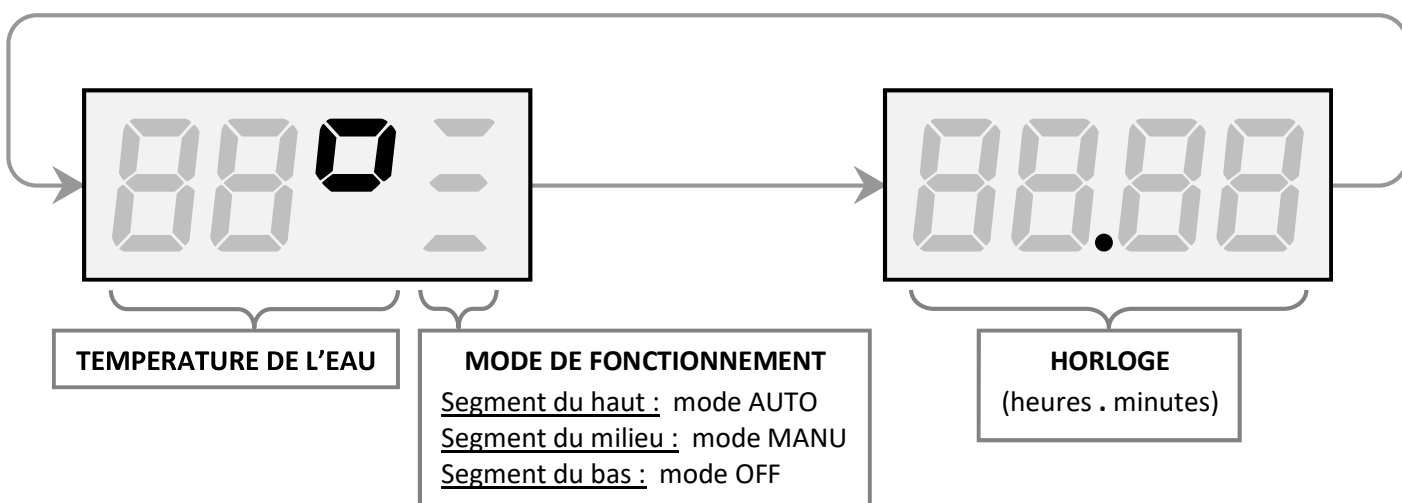 TEMPERATURE DE L'EAU
MODE DE FONCTIONNEMENT
Segment du haut : mode AUTO
Segment du milieu : mode MANU
Segment du bas : mode OFF
HORLOGE
(heures . minutes)